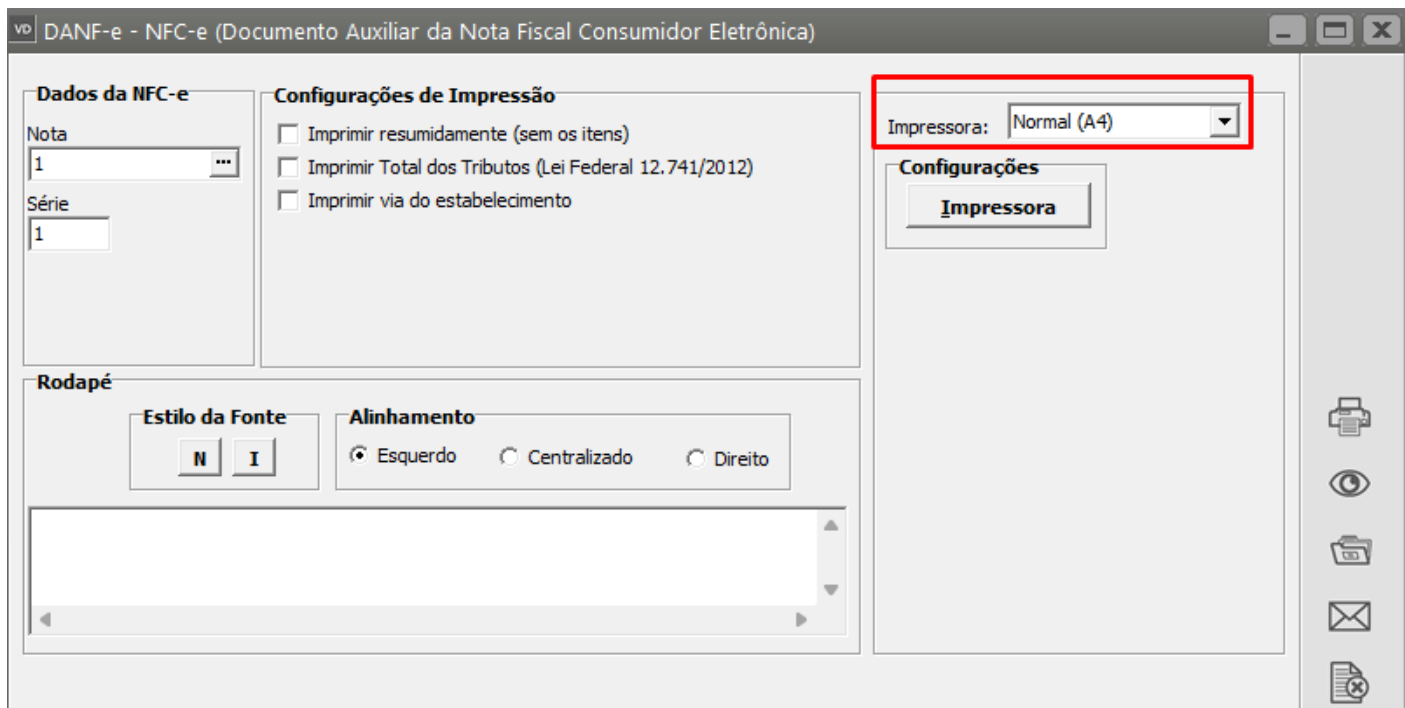 VD DANF-e - NFC-e (Documento Auxiliar da Nota Fiscal Consumidor Eletrônica)
Dados da NFC-e
Nota
1
...
Série
1
Configurações de Impressão
Imprimir resumidamente (sem os itens)
Imprimir Total dos Tributos (Lei Federal 12.741/2012)
Imprimir via do estabelecimento
Impressora: Normal (A4)
Configurações
Impressora
Rodapé
Estilo da Fonte
N I
Alinhamento
Esquerdo Centralizado Direito